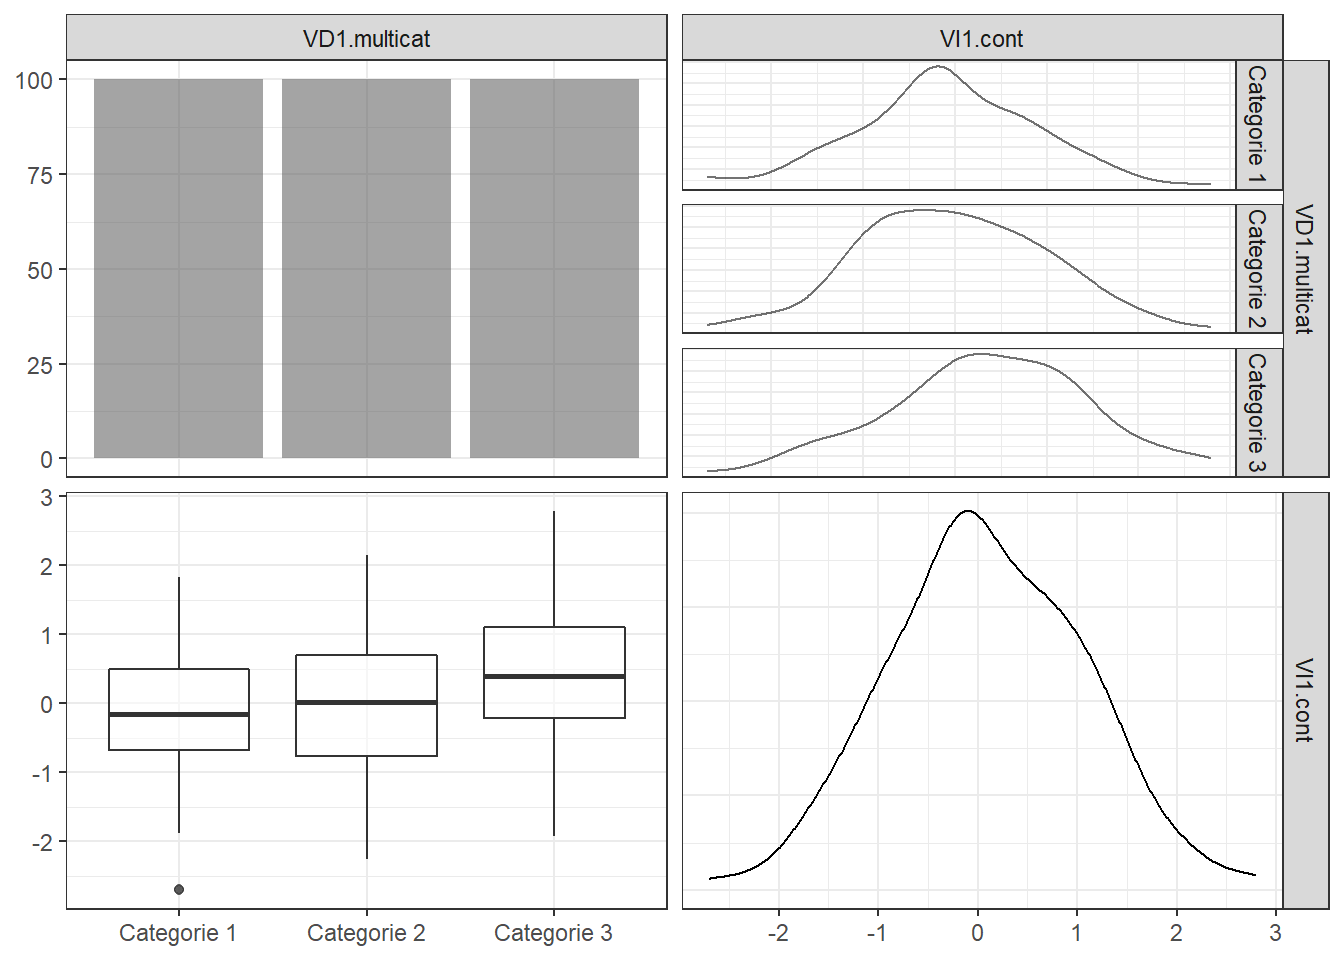 VD1.multicat
VI1.cont
100
75
50
25
0
Categorie 1
Categorie 2
Categorie 3
VD1.multicat
3
2
1
0
-1
-2
VI1.cont
Categorie 1 Categorie 2 Categorie 3
-2 -1 0 1 2 3